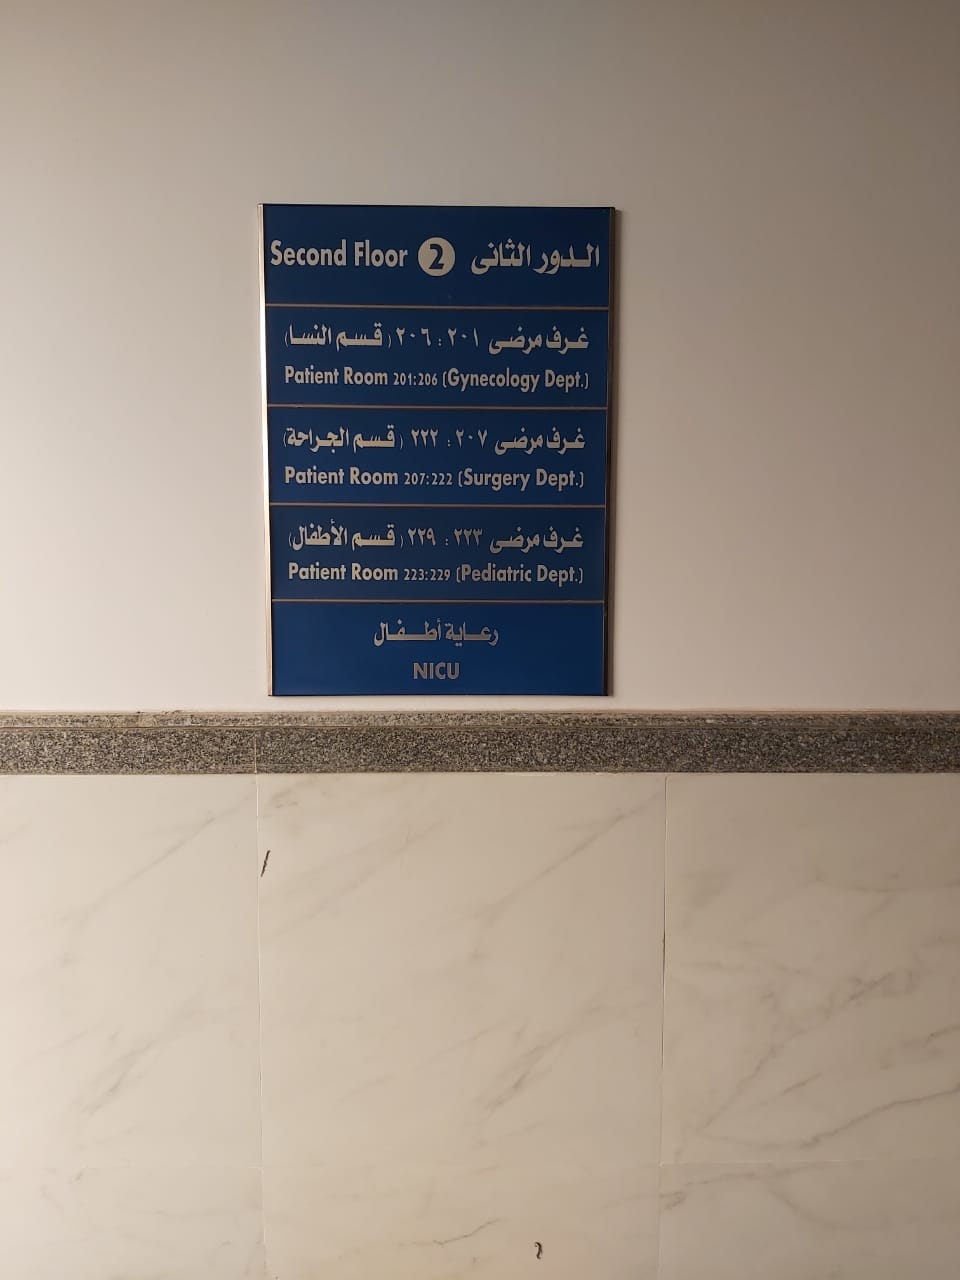 Second Floor 2 الدور الثانى
غرف مرضى ٢٠١ : ٢٠٦ ( قسم النسا)
Patient Room 201:206 (Gynecology Dept.)
غرف مرضى ٢٠٧ : ٢٢٢ ( قسم الجراحة)
Patient Room 207:222 (Surgery Dept.)
غرف مرضى ٢٢٣ : ٢٢٩ ( قسم الأطفال)
Patient Room 223:229 (Pediatric Dept.)
رعاية أطفال
NICU